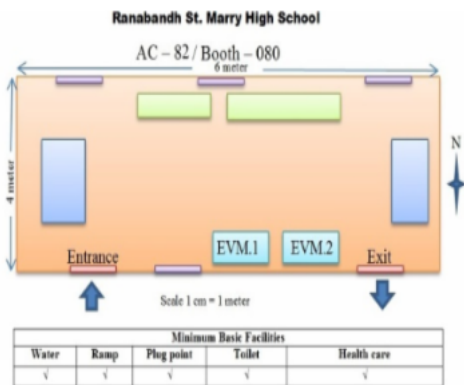 Ranabandh St. Marry High School
AC – 82 / Booth – 080
6 meter
4 meter
N
EVM.1 EVM.2
Entrance Exit
Scale 1 cm = 1 meter
Minimum Basic Facilities
Water Ramp Plug point Toilet Health care
√ √ √ √ √